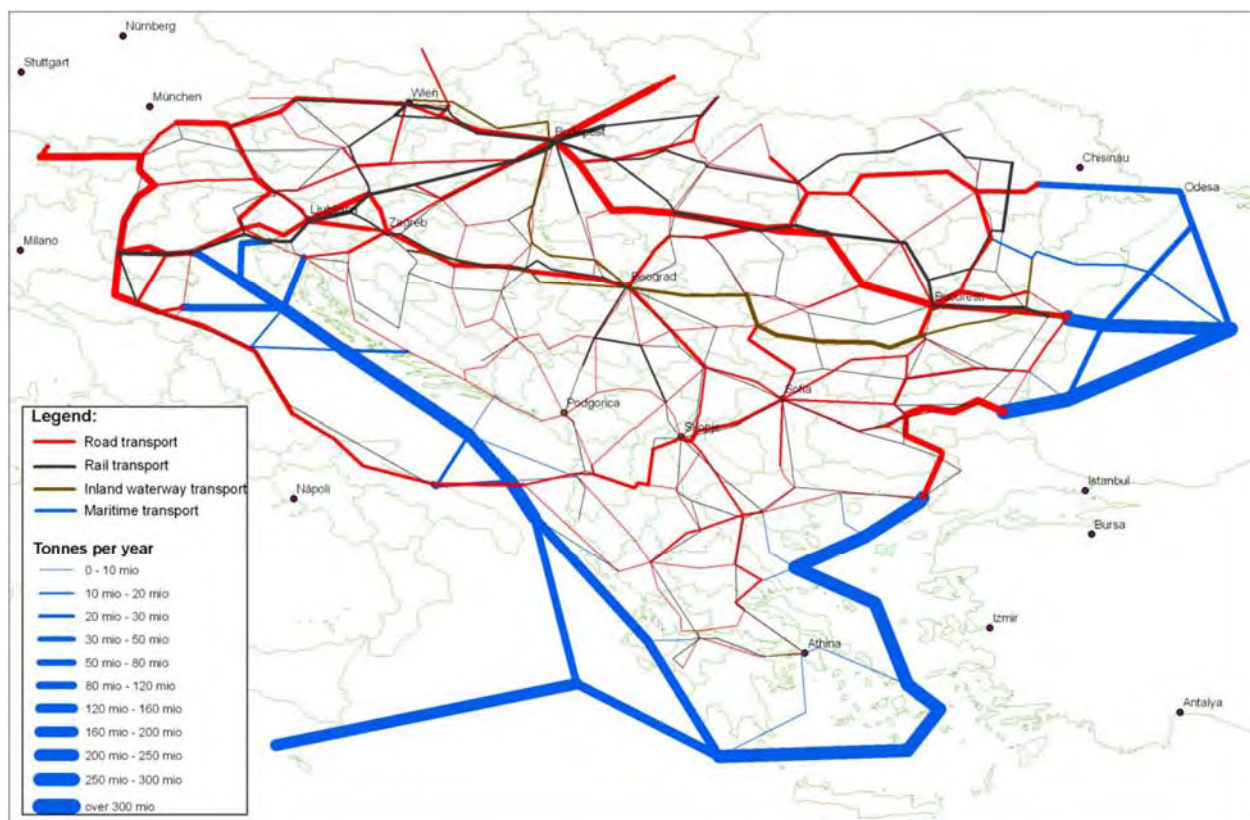 Nürnberg
Stuttgart
München
Wien
Budapest
Chisinau
Odesa
Ljubljana
Zagreb
Milano
Beograd
Bucuresti
Sofia
Podgorica
Skopje
Nápoli
Istanbul
Bursa
Izmir
Athina
Antalya
Legend:
Road transport
Rail transport
Inland waterway transport
Maritime transport
Tonnes per year
0 - 10 mio
10 mio - 20 mio
20 mio - 30 mio
30 mio - 50 mio
50 mio - 80 mio
80 mio - 120 mio
120 mio - 160 mio
160 mio - 200 mio
200 mio - 250 mio
250 mio - 300 mio
over 300 mio